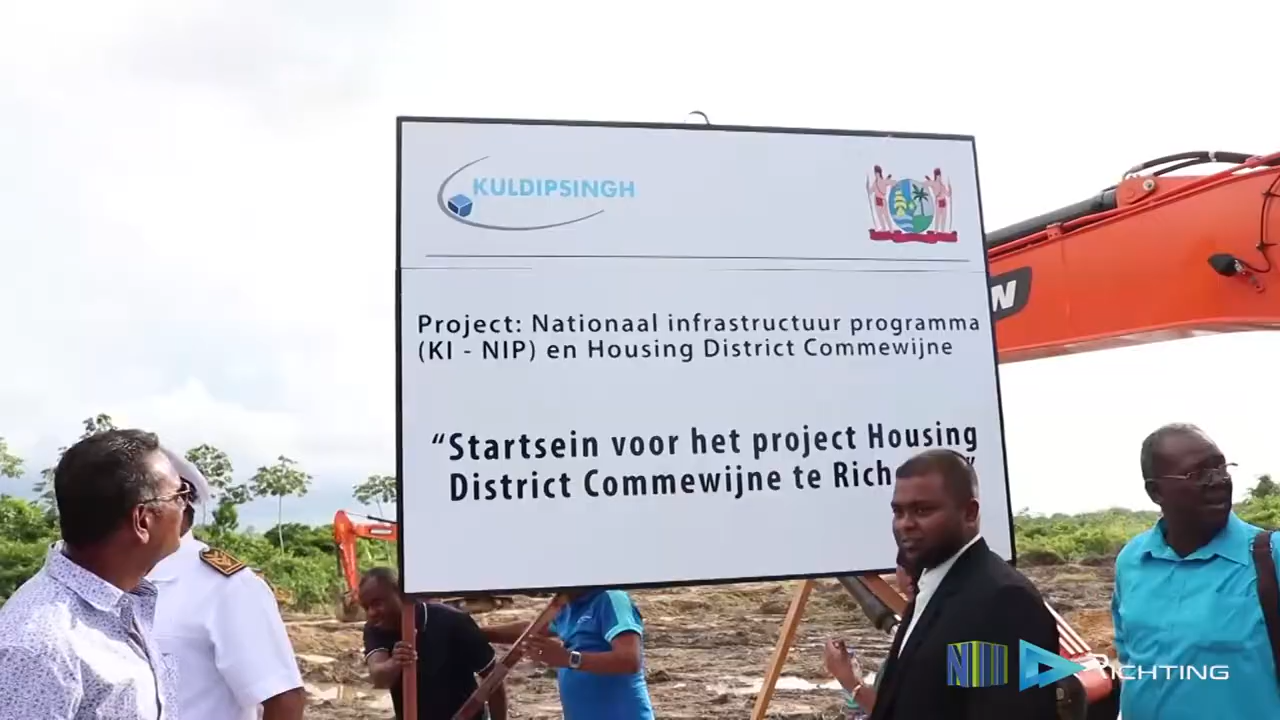 KULDIPSINGH
Project: Nationaal infrastructuur programma
(KI - NIP) en Housing District Commewijne
“Startsein voor het project Housing
District Commewijne te
RICHTING